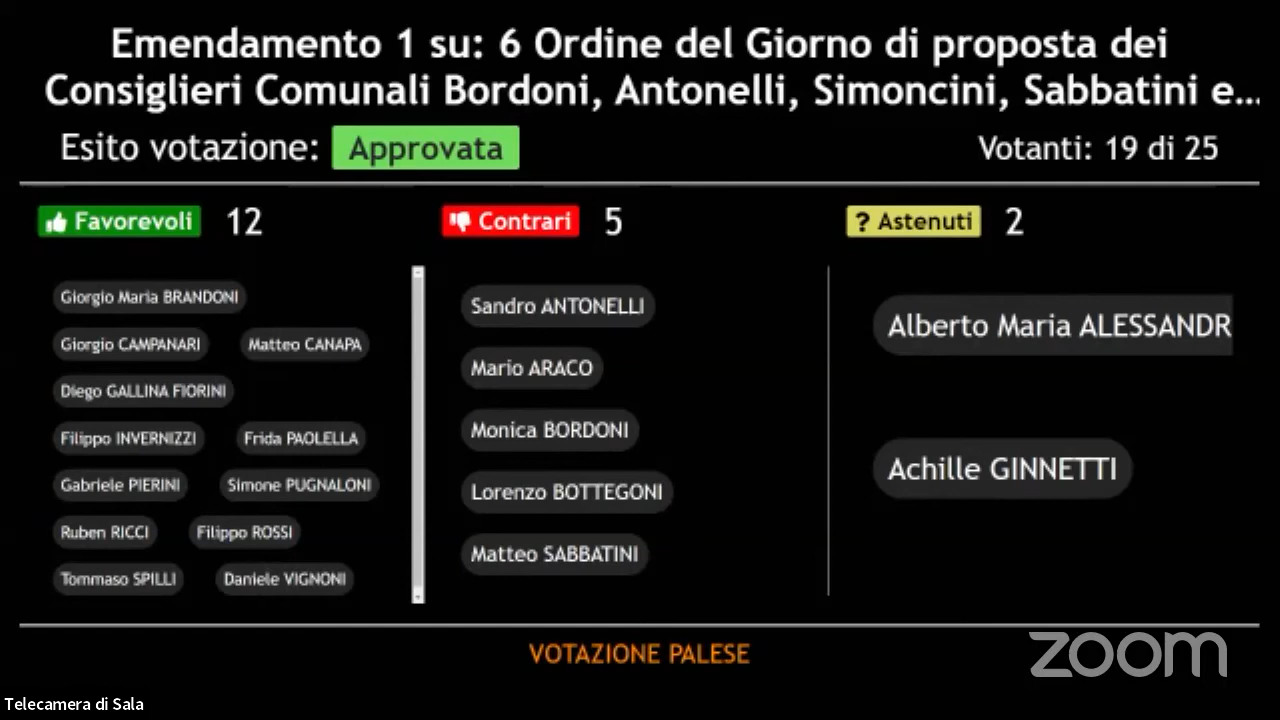 Emendamento 1 su: 6 Ordine del Giorno di proposta dei
Consiglieri Comunali Bordoni, Antonelli, Simoncini, Sabbatini e...
Esito votazione: Approvata
Votanti: 19 di 25
Favorevoli 12
Contrari 5
? Astenuti 2
Giorgio Maria BRANDONI
Giorgio CAMPANARI Matteo CANAPA
Diego GALLINA FIORINI
Filippo INVERNIZZI Frida PAOLELLA
Gabriele PIERINI Simone PUGNALONI
Ruben RICCI Filippo ROSSI
Tommaso SPILLI Daniele VIGNONI
Sandro ANTONELLI
Mario ARACO
Monica BORDONI
Lorenzo BOTTEGONI
Matteo SABBATINI
Alberto Maria ALESSANDR
Achille GINNETTI
VOTAZIONE PALESE
zoom
Telecamera di Sala